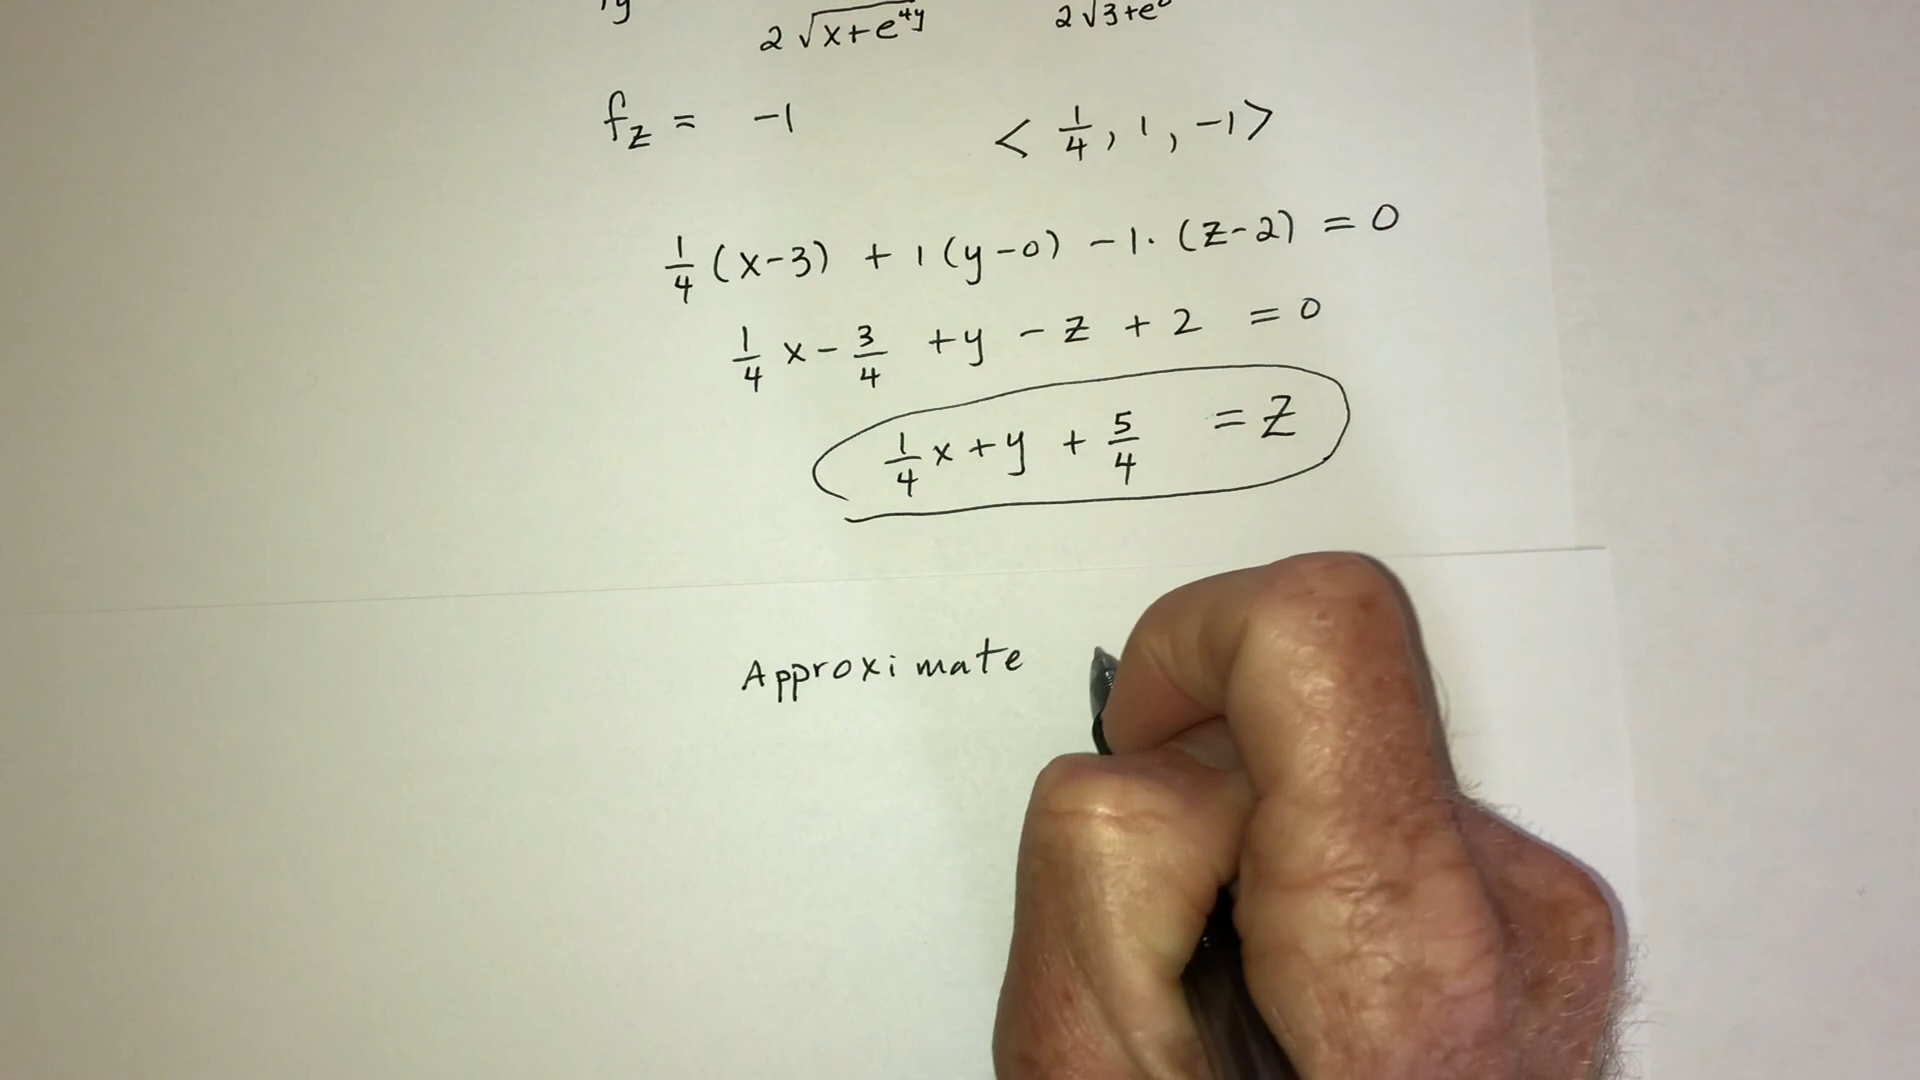 y
2 √x+e^4y 2 √3+e
f_z = -1 < 1/4, 1, -1>
1/4 (x-3) + 1 (y-0) -1· (z-2) = 0
1/4 x - 3/4 + y - z + 2 = 0
1/4 x + y + 5/4 = z
Approximate